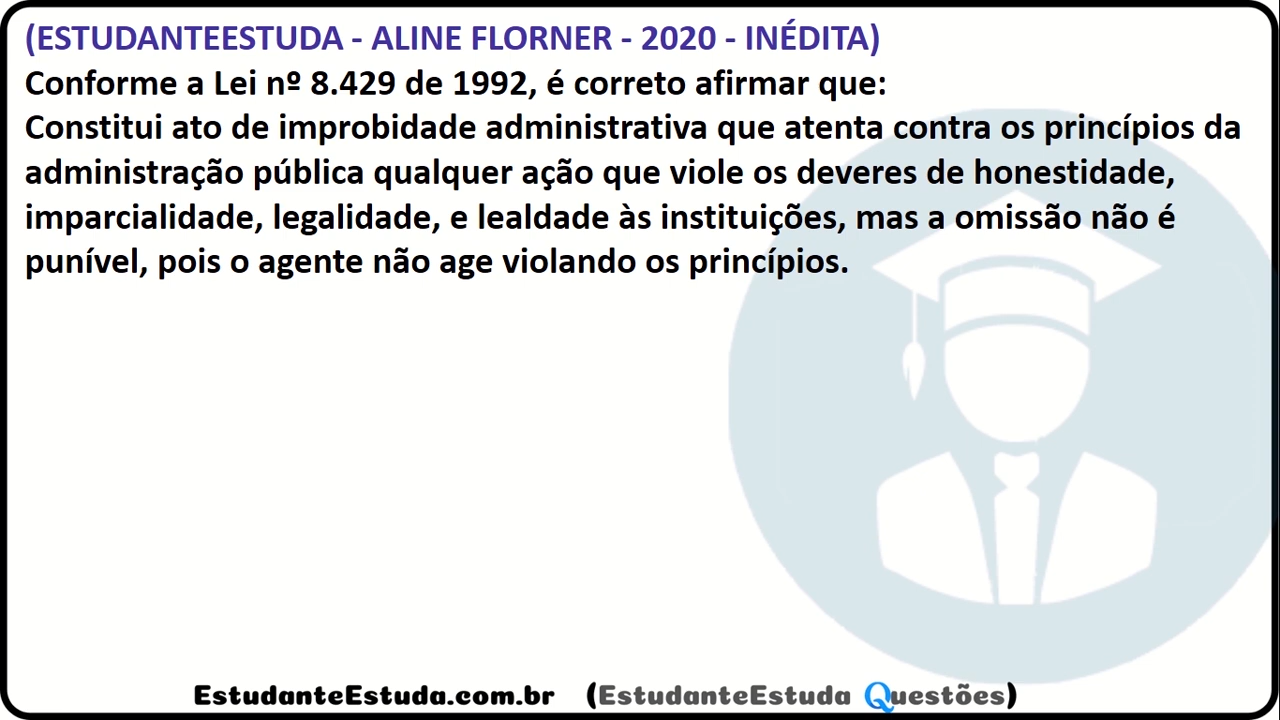 (ESTUDANTEESTUDA - ALINE FLORNER - 2020 - INÉDITA)
Conforme a Lei nº 8.429 de 1992, é correto afirmar que:
Constitui ato de improbidade administrativa que atenta contra os princípios da
administração pública qualquer ação que viole os deveres de honestidade,
imparcialidade, legalidade, e lealdade às instituições, mas a omissão não é
punível, pois o agente não age violando os princípios.
EstudanteEstuda.com.br (EstudanteEstuda Questões)